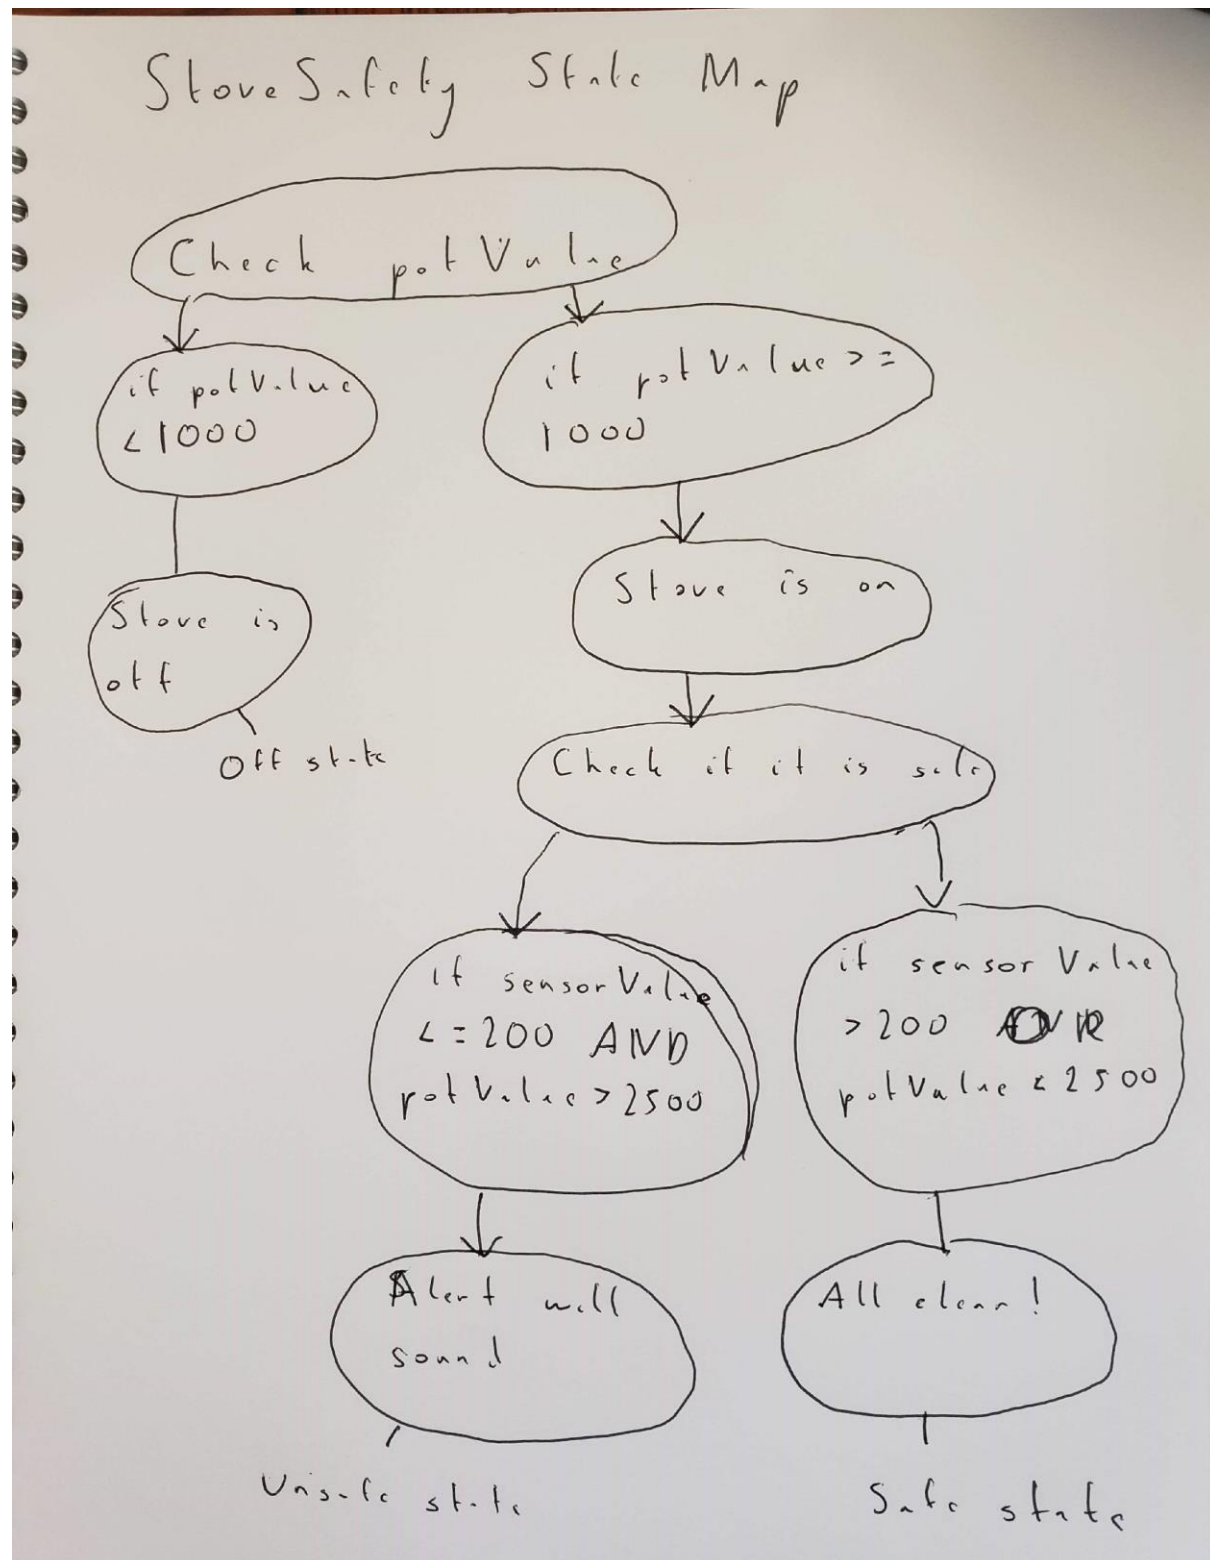 StoveSafety State Map
Check potValue
if potValue
<1000
if potValue >=
1000
Stove is
off
Off state
Stove is on
Check if it is safe
if sensorValue
<=200 AND
potValue > 2500
if sensorValue
>200 OR
potValue < 2500
Alert will
sound
All clear!
Unsafe state
Safe state